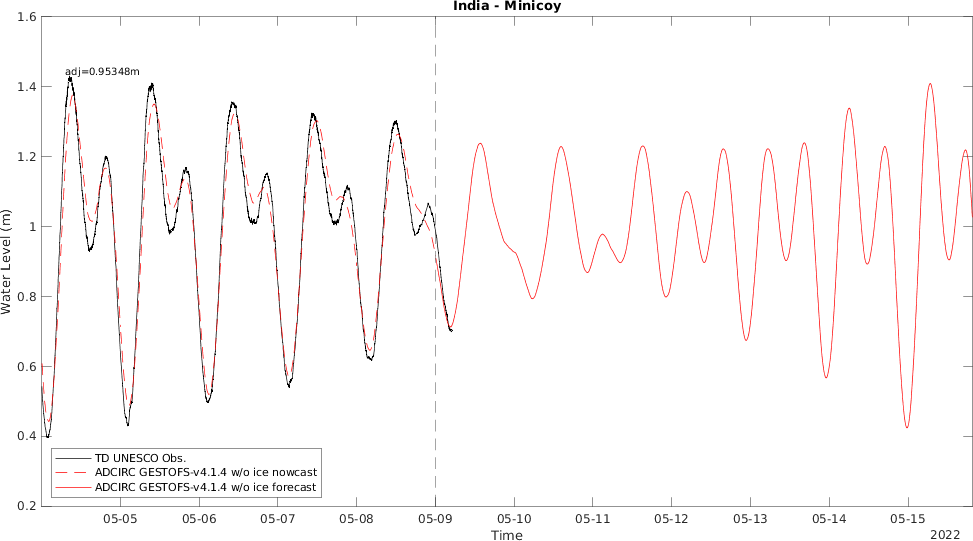 India - Minicoy
1.6
adj=0.95348m
1.4
1.2
1
0.8
0.6
0.4
0.2
Water Level (m)
TD UNESCO Obs.
ADCIRC GESTOFS-v4.1.4 w/o ice nowcast
ADCIRC GESTOFS-v4.1.4 w/o ice forecast
05-05 05-06 05-07 05-08 05-09 05-10 05-11 05-12 05-13 05-14 05-15
Time
2022